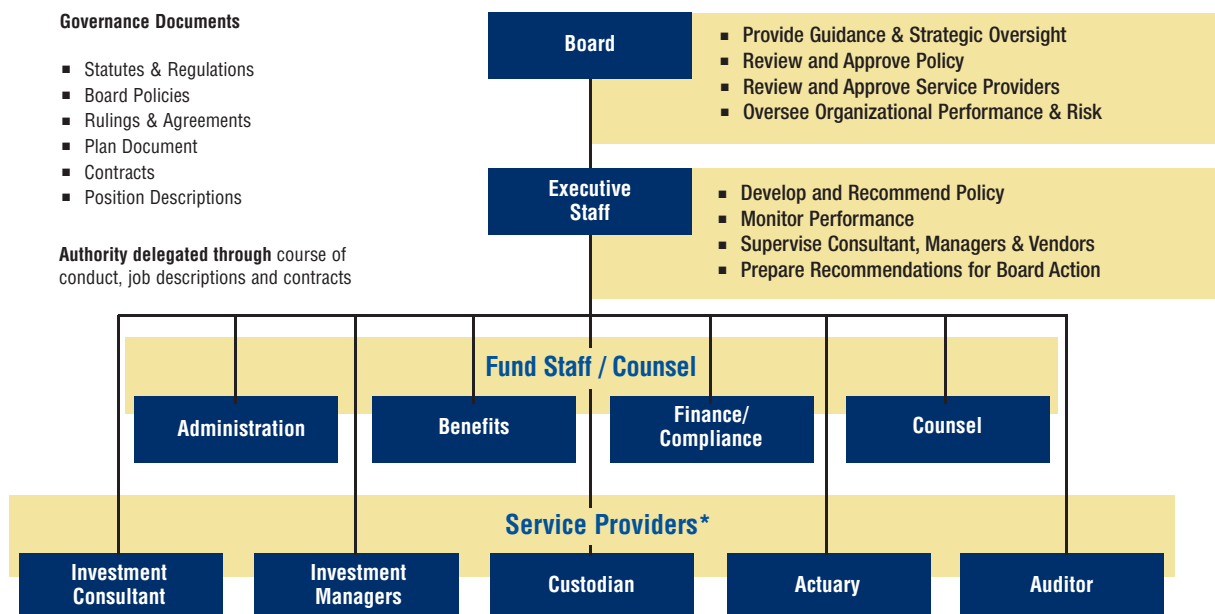 Governance Documents
■ Statutes & Regulations
■ Board Policies
■ Rulings & Agreements
■ Plan Document
■ Contracts
■ Position Descriptions
Authority delegated through course of
conduct, job descriptions and contracts
Board
■ Provide Guidance & Strategic Oversight
■ Review and Approve Policy
■ Review and Approve Service Providers
■ Oversee Organizational Performance & Risk
Executive
Staff
■ Develop and Recommend Policy
■ Monitor Performance
■ Supervise Consultant, Managers & Vendors
■ Prepare Recommendations for Board Action
Fund Staff / Counsel
Administration
Benefits
Finance/
Compliance
Counsel
Service Providers*
Investment
Consultant
Investment
Managers
Custodian
Actuary
Auditor